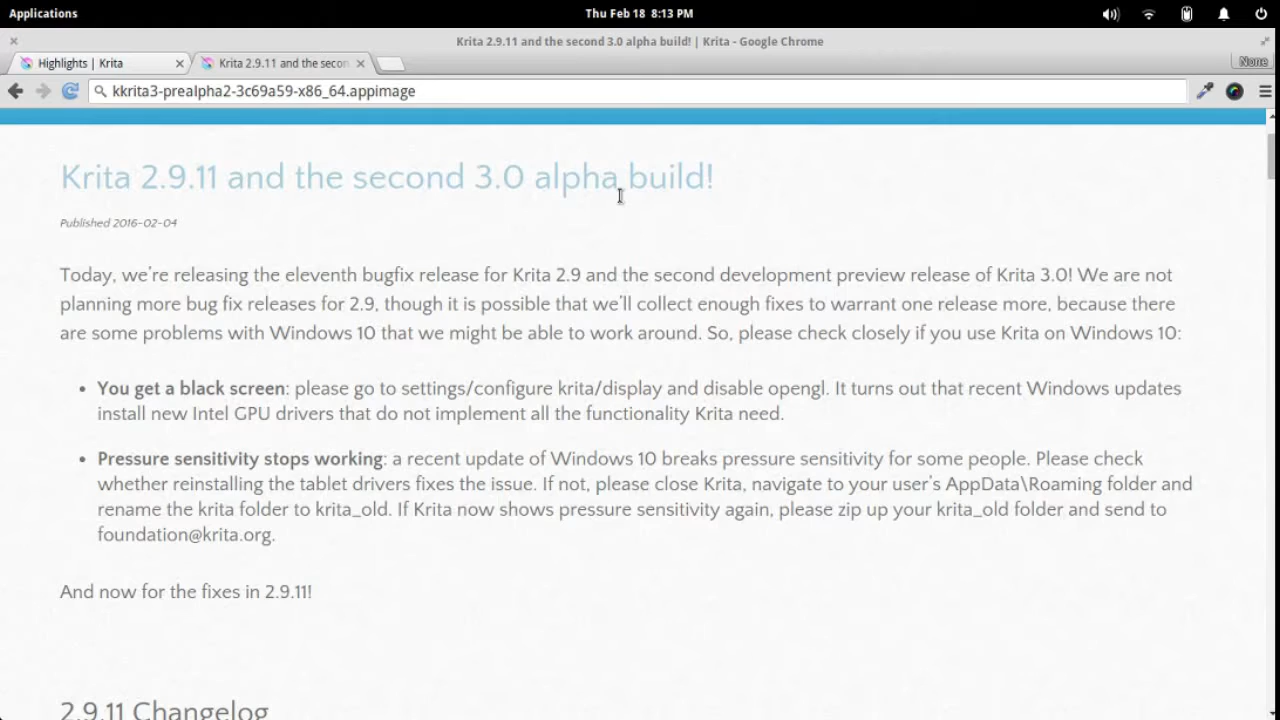 Applications
Thu Feb 18 8:13 PM
Krita 2.9.11 and the second 3.0 alpha build! | Krita - Google Chrome
Highlights | Krita
Krita 2.9.11 and the secon
None
kkrita3-prealpha2-3c69a59-x86_64.appimage
Krita 2.9.11 and the second 3.0 alpha build!
Published 2016-02-04
Today, we're releasing the eleventh bugfix release for Krita 2.9 and the second development preview release of Krita 3.0! We are not
planning more bug fix releases for 2.9, though it is possible that we'll collect enough fixes to warrant one release more, because there
are some problems with Windows 10 that we might be able to work around. So, please check closely if you use Krita on Windows 10:
• You get a black screen: please go to settings/configure krita/display and disable opengl. It turns out that recent Windows updates
install new Intel GPU drivers that do not implement all the functionality Krita need.
• Pressure sensitivity stops working: a recent update of Windows 10 breaks pressure sensitivity for some people. Please check
whether reinstalling the tablet drivers fixes the issue. If not, please close Krita, navigate to your user's AppData\Roaming folder and
rename the krita folder to krita_old. If Krita now shows pressure sensitivity again, please zip up your krita_old folder and send to
foundation@krita.org.
And now for the fixes in 2.9.11!
2.9.11 Changelog